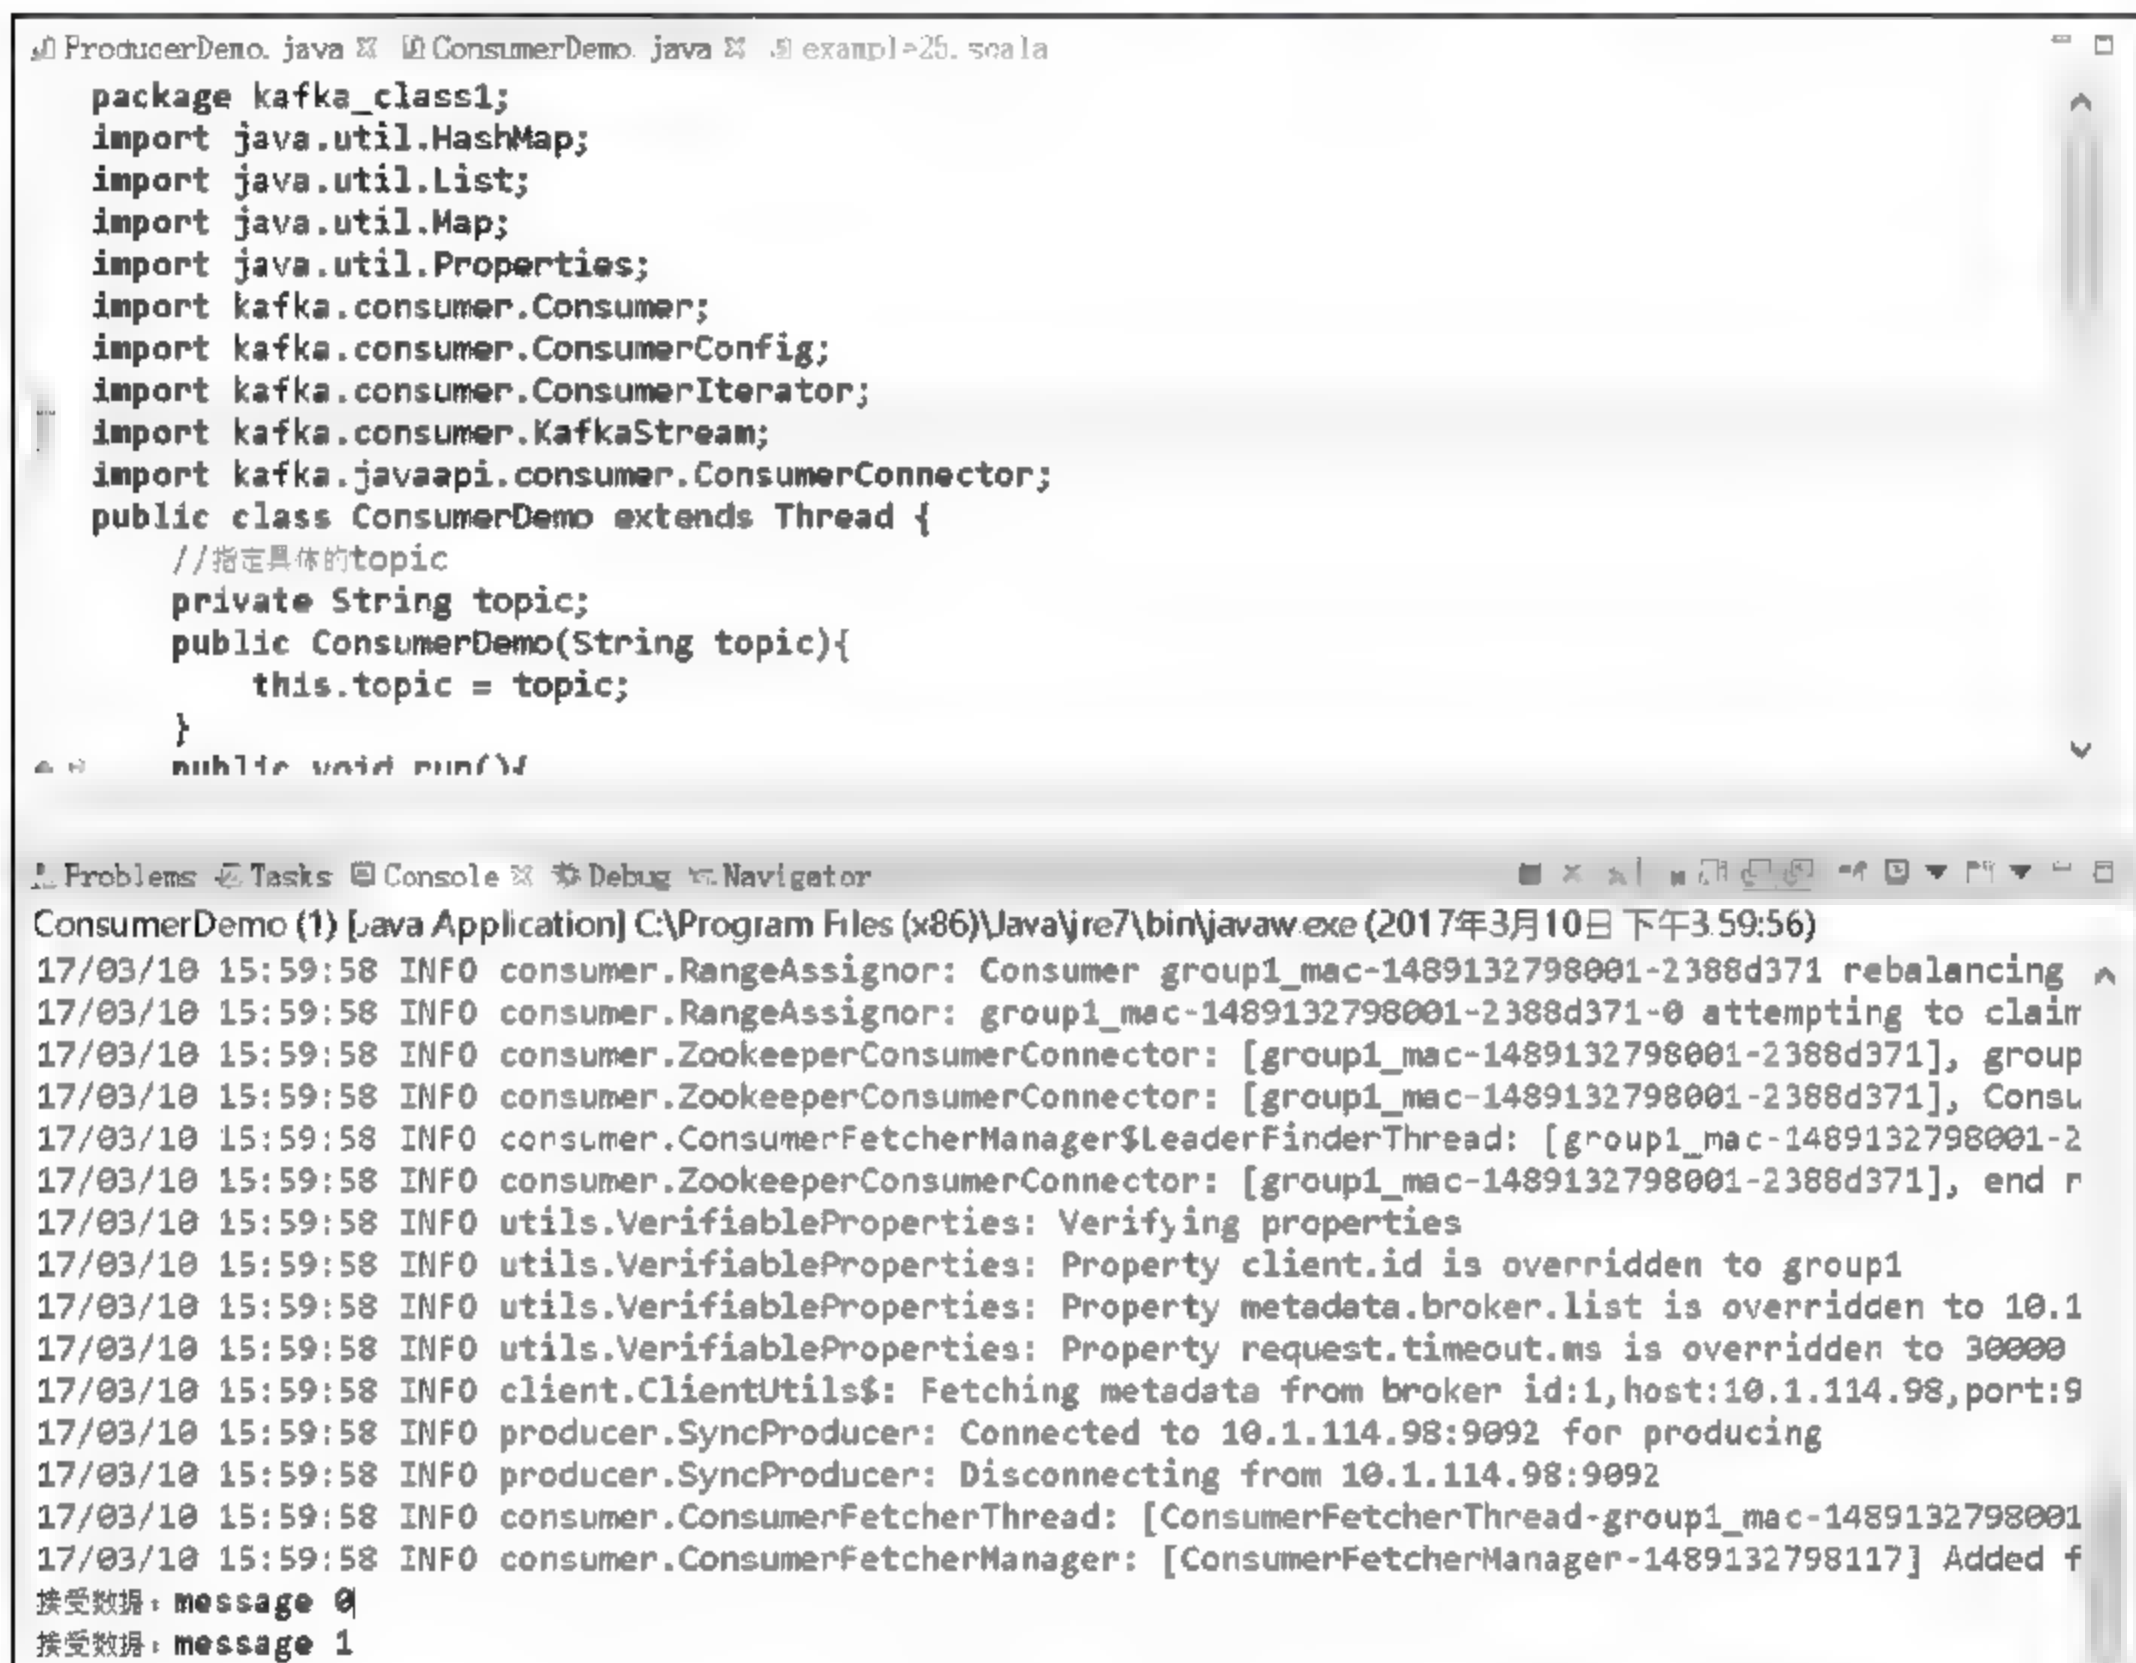 ProducerDemo.java ConsumerDemo.java example-25.scala
package kafka_class1;
import java.util.HashMap;
import java.util.List;
import java.util.Map;
import java.util.Properties;
import kafka.consumer.Consumer;
import kafka.consumer.ConsumerConfig;
import kafka.consumer.ConsumerIterator;
import kafka.consumer.KafkaStream;
import kafka.javaapi.consumer.ConsumerConnector;
public class ConsumerDemo extends Thread {
//指定具体的topic
private String topic;
public ConsumerDemo(String topic){
this.topic = topic;
}
public void run(){
Problems Tasks Console Debug Navigator
ConsumerDemo (1) [Java Application] C:\Program Files (x86)\Java\jre7\bin\javaw.exe (2017年3月10日 下午3:59:56)
17/03/10 15:59:58 INFO consumer.RangeAssignor: Consumer group1_mac-1489132798001-2388d371 rebalancing
17/03/10 15:59:58 INFO consumer.RangeAssignor: group1_mac-1489132798001-2388d371-0 attempting to claim
17/03/10 15:59:58 INFO consumer.ZookeeperConsumerConnector: [group1_mac-1489132798001-2388d371], group
17/03/10 15:59:58 INFO consumer.ZookeeperConsumerConnector: [group1_mac-1489132798001-2388d371], Consu
17/03/10 15:59:58 INFO consumer.ConsumerFetcherManager$LeaderFinderThread: [group1_mac-1489132798001-2
17/03/10 15:59:58 INFO consumer.ZookeeperConsumerConnector: [group1_mac-1489132798001-2388d371], end r
17/03/10 15:59:58 INFO utils.VerifiableProperties: Verifying properties
17/03/10 15:59:58 INFO utils.VerifiableProperties: Property client.id is overridden to group1
17/03/10 15:59:58 INFO utils.VerifiableProperties: Property metadata.broker.list is overridden to 10.1
17/03/10 15:59:58 INFO utils.VerifiableProperties: Property request.timeout.ms is overridden to 30000
17/03/10 15:59:58 INFO client.ClientUtils$: Fetching metadata from broker id:1,host:10.1.114.98,port:9
17/03/10 15:59:58 INFO producer.SyncProducer: Connected to 10.1.114.98:9092 for producing
17/03/10 15:59:58 INFO producer.SyncProducer: Disconnecting from 10.1.114.98:9092
17/03/10 15:59:58 INFO consumer.ConsumerFetcherThread: [ConsumerFetcherThread-group1_mac-1489132798001
17/03/10 15:59:58 INFO consumer.ConsumerFetcherManager: [ConsumerFetcherManager-1489132798117] Added f
接受数据：message 0
接受数据：message 1